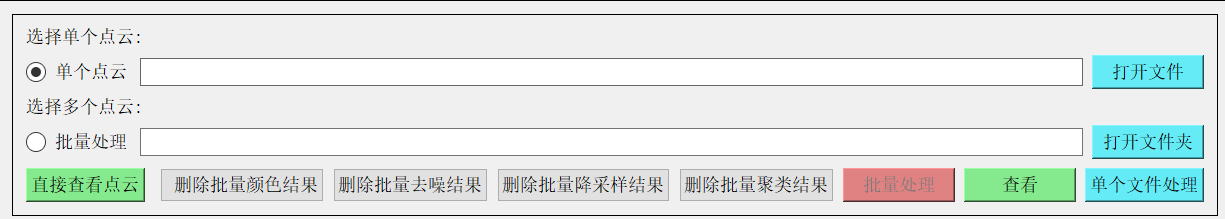 选择单个点云:
单个点云 打开文件
选择多个点云:
批量处理 打开文件夹
直接查看点云 删除批量颜色结果 删除批量去噪结果 删除批量降采样结果 删除批量聚类结果 批量处理 查看 单个文件处理